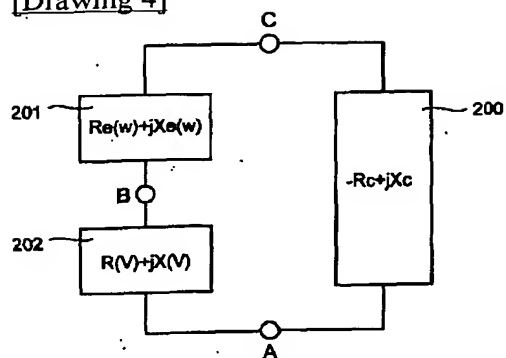 [Drawing 4]
C
201
Re(w)+jXe(w)
200
-Rc+jXc
B
202
R(V)+jX(V)
A